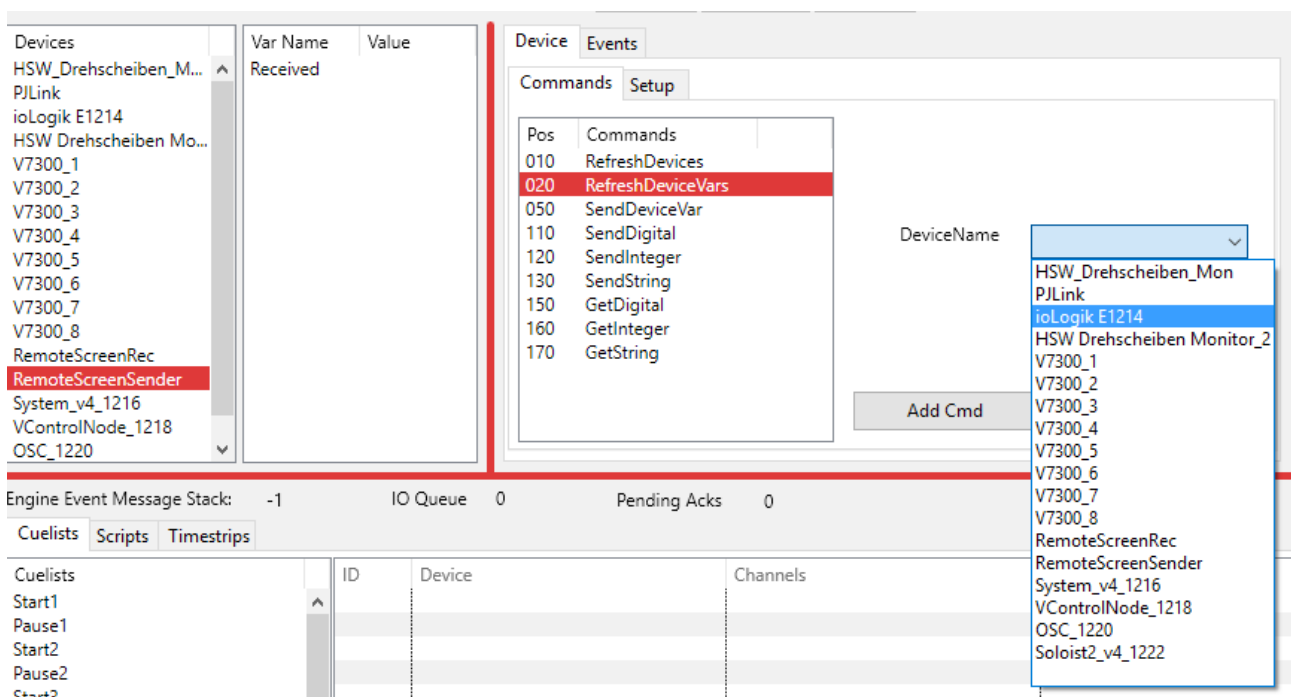 Devices
HSW_Drehscheiben_M...
PJLink
ioLogik E1214
HSW Drehscheiben Mo...
V7300_1
V7300_2
V7300_3
V7300_4
V7300_5
V7300_6
V7300_7
V7300_8
RemoteScreenRec
RemoteScreenSender
System_v4_1216
VControlNode_1218
OSC_1220
Var Name Value
Received
Device Events
Commands Setup
Pos Commands
010 RefreshDevices
020 RefreshDeviceVars
050 SendDeviceVar
110 SendDigital
120 SendInteger
130 SendString
150 GetDigital
160 GetInteger
170 GetString
DeviceName
Add Cmd
HSW_Drehscheiben_Mon
PJLink
ioLogik E1214
HSW Drehscheiben Monitor_2
V7300_1
V7300_2
V7300_3
V7300_4
V7300_5
V7300_6
V7300_7
V7300_8
RemoteScreenRec
RemoteScreenSender
System_v4_1216
VControlNode_1218
OSC_1220
Soloist2_v4_1222
Engine Event Message Stack: -1 IO Queue 0 Pending Acks 0
Cuelists Scripts Timestrips
Cuelists
Start1
Pause1
Start2
Pause2
Start3
ID Device Channels